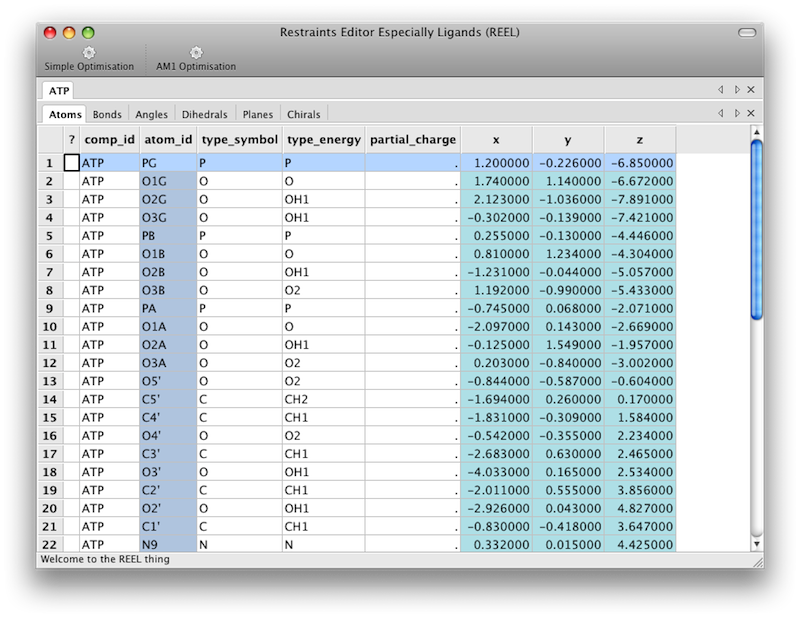 Restraints Editor Especially Ligands (REEL)
Simple Optimisation AM1 Optimisation
ATP
Atoms Bonds Angles Dihedrals Planes Chirals
? comp_id atom_id type_symbol type_energy partial_charge x y z
1 ATP PG P P . 1.200000 -0.226000 -6.850000
2 ATP O1G O O . 1.740000 1.140000 -6.672000
3 ATP O2G O OH1 . 2.123000 -1.036000 -7.891000
4 ATP O3G O OH1 . -0.302000 -0.139000 -7.421000
5 ATP PB P P . 0.255000 -0.130000 -4.446000
6 ATP O1B O O . 0.810000 1.234000 -4.304000
7 ATP O2B O OH1 . -1.231000 -0.044000 -5.057000
8 ATP O3B O O2 . 1.192000 -0.990000 -5.433000
9 ATP PA P P . -0.745000 0.068000 -2.071000
10 ATP O1A O O . -2.097000 0.143000 -2.669000
11 ATP O2A O OH1 . -0.125000 1.549000 -1.957000
12 ATP O3A O O2 . 0.203000 -0.840000 -3.002000
13 ATP O5' O O2 . -0.844000 -0.587000 -0.604000
14 ATP C5' C CH2 . -1.694000 0.260000 0.170000
15 ATP C4' C CH1 . -1.831000 -0.309000 1.584000
16 ATP O4' O O2 . -0.542000 -0.355000 2.234000
17 ATP C3' C CH1 . -2.683000 0.630000 2.465000
18 ATP O3' O OH1 . -4.033000 0.165000 2.534000
19 ATP C2' C CH1 . -2.011000 0.555000 3.856000
20 ATP O2' O OH1 . -2.926000 0.043000 4.827000
21 ATP C1' C CH1 . -0.830000 -0.418000 3.647000
22 ATP N9 N N . 0.332000 0.015000 4.425000
Welcome to the REEL thing